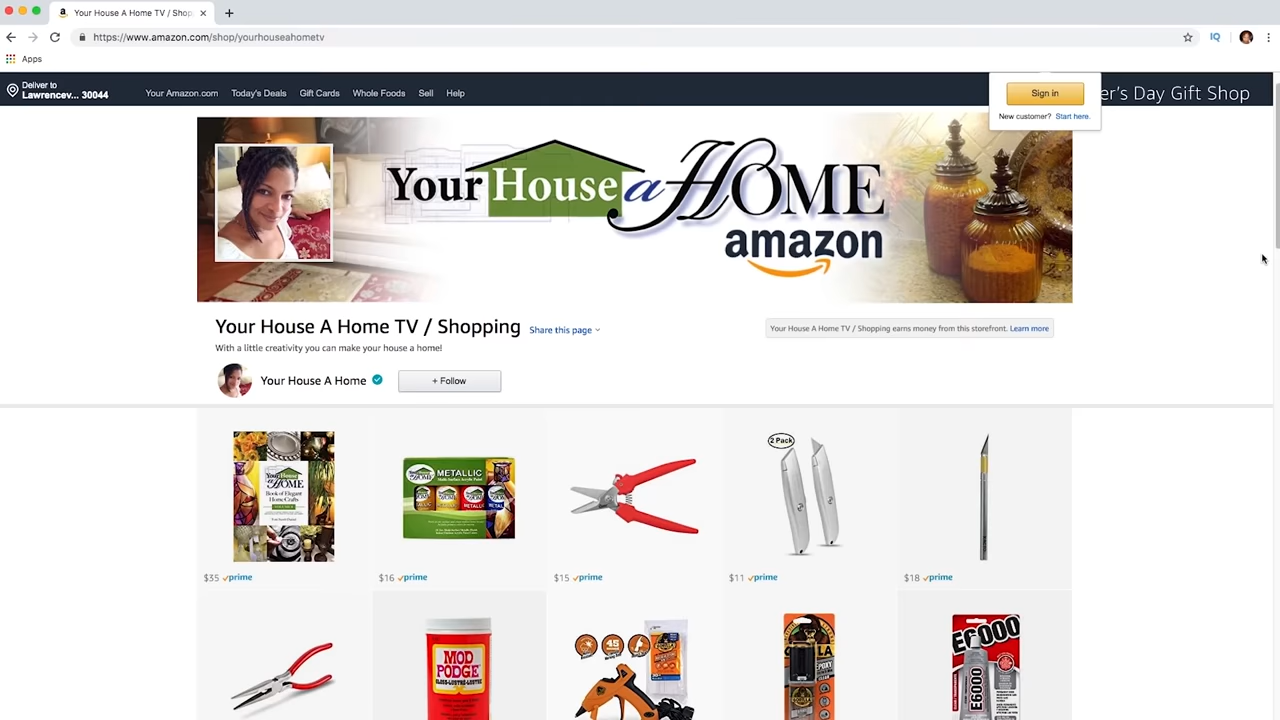 Your House A Home TV / Shop
https://www.amazon.com/shop/yourhouseahometv
IQ
Apps
Deliver to
Lawrencev... 30044
Your Amazon.com
Today's Deals
Gift Cards
Whole Foods
Sell
Help
Sign in
New customer? Start here.
er's Day Gift Shop
Your House a HOME
amazon
Your House A Home TV / Shopping
Share this page
Your House A Home TV / Shopping earns money from this storefront. Learn more
With a little creativity you can make your house a home!
Your House A Home
+ Follow
Your House
a HOME
Book of Elegant
Home Crafts
METALLIC
2 Pack
$35 prime
$16 prime
$15 prime
$11 prime
$18 prime
MOD
PODGE
GORILLA
EPOXY
E6000
E6000